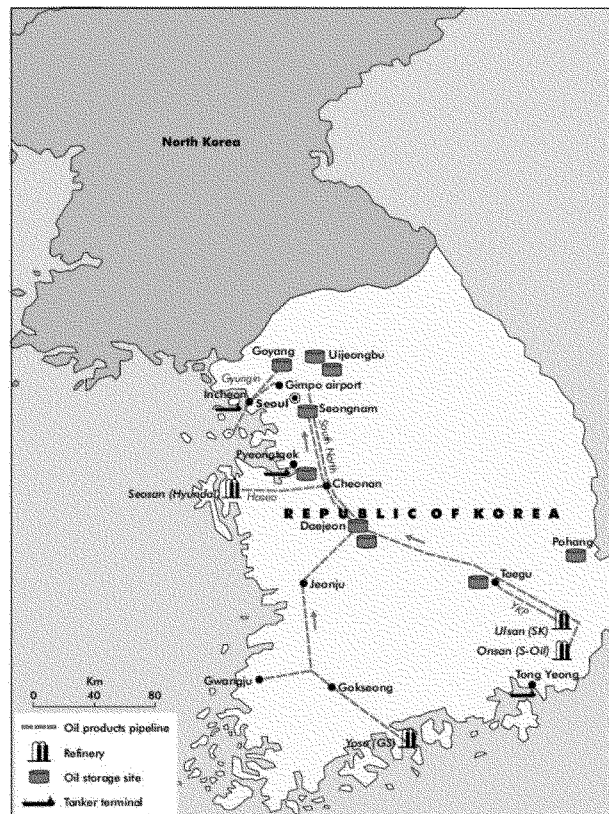 North Korea
Goyang
Uijeongbu
Gyungin
Gimpo airport
Incheon
Seoul
Seongnam
South North
Pyeongtaek
Cheonan
Seosan (Hyundai)
Haseo
REPUBLIC OF KOREA
Daejeon
Pohang
Taegu
Jeonju
YKP
Ulsan (SK)
Onsan (S-Oil)
Km
Gwangju
Tong Yeong
0 40 80
Gokseong
Oil products pipeline
Refinery
Yosu (GS)
Oil storage site
Tanker terminal